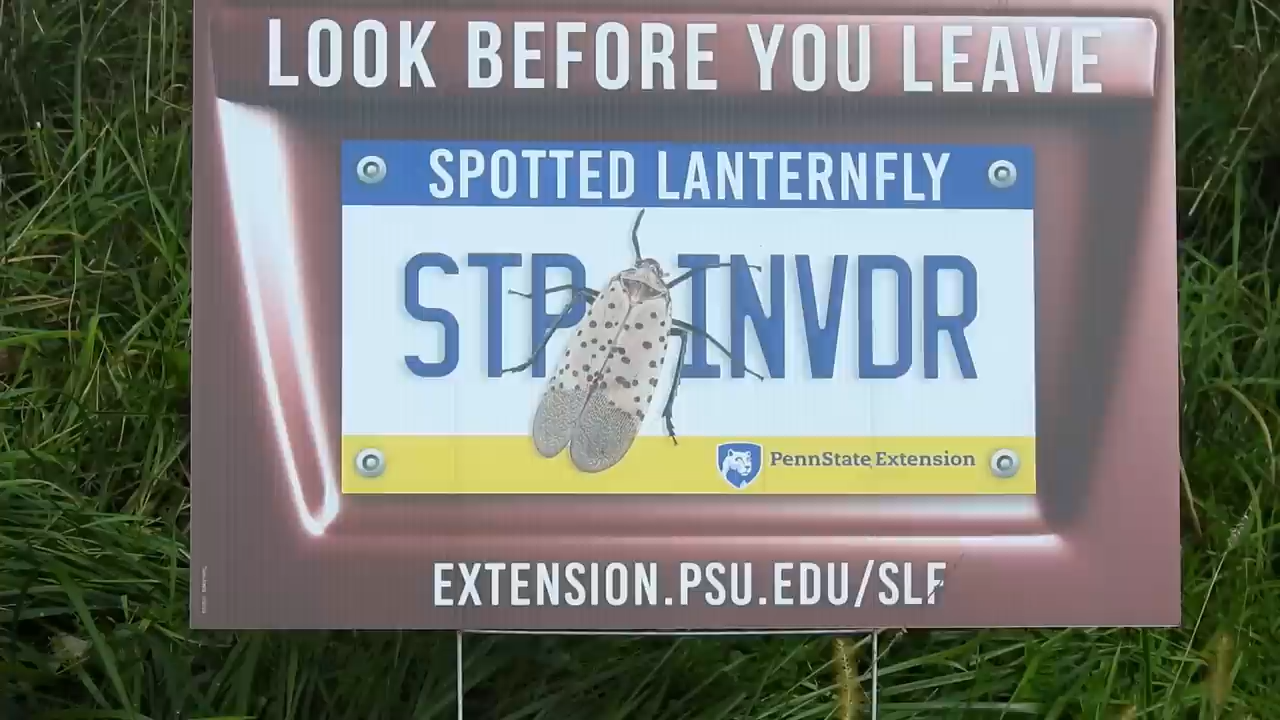 LOOK BEFORE YOU LEAVE
SPOTTED LANTERNFLY
STP INVDR
PennState Extension
EXTENSION.PSU.EDU/SLF